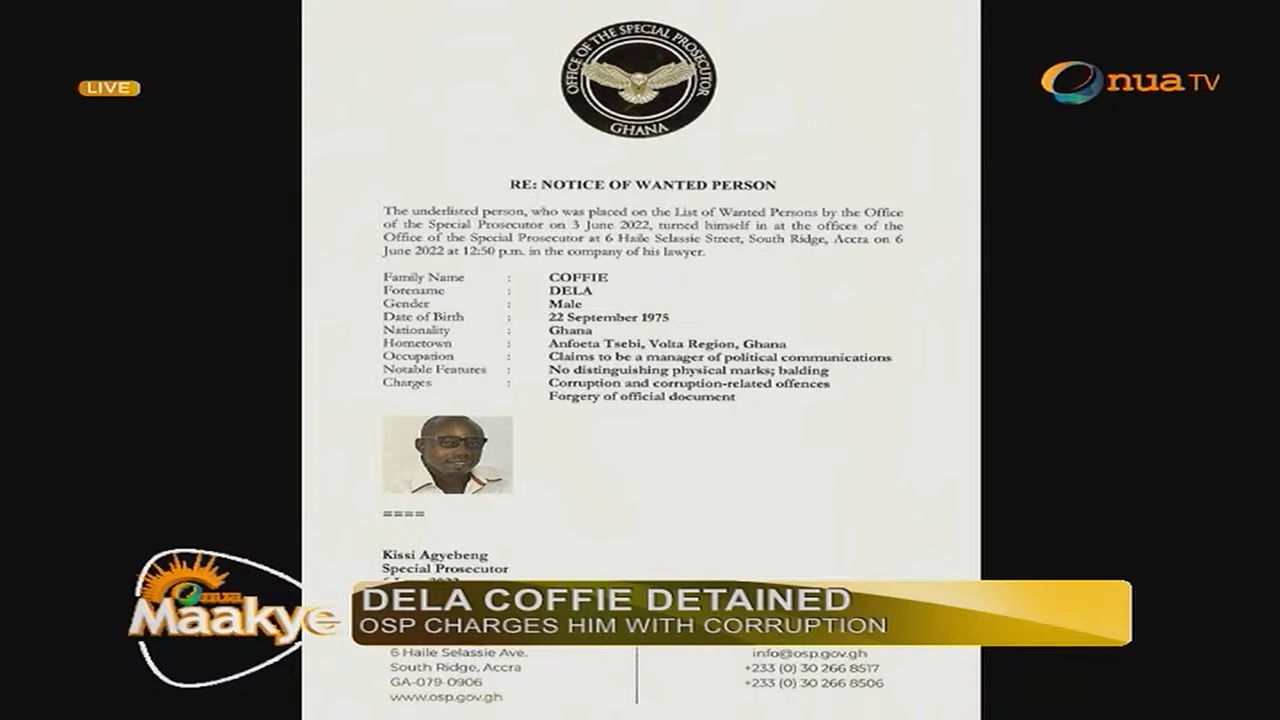 LIVE
Onua TV
OFFICE OF THE SPECIAL PROSECUTOR
GHANA
RE: NOTICE OF WANTED PERSON
The underlisted person, who was placed on the List of Wanted Persons by the Office
of the Special Prosecutor on 3 June 2022, turned himself in at the offices of the
Office of the Special Prosecutor at 6 Haile Selassie Street, South Ridge, Accra on 6
June 2022 at 12:50 p.m. in the company of his lawyer.
Family Name : COFFIE
Forename : DELA
Gender : Male
Date of Birth : 22 September 1975
Nationality : Ghana
Hometown : Anfoeta Tsebi, Volta Region, Ghana
Occupation : Claims to be a manager of political communications
Notable Features : No distinguishing physical marks; balding
Charges : Corruption and corruption-related offences
Forgery of official document
====
Kissi Agyebeng
Special Prosecutor
Maakye
DELA COFFIE DETAINED
OSP CHARGES HIM WITH CORRUPTION
6 Haile Selassie Ave.
South Ridge, Accra
GA-079-0906
www.osp.gov.gh
info@osp.gov.gh
+233 (0) 30 266 8517
+233 (0) 30 266 8506